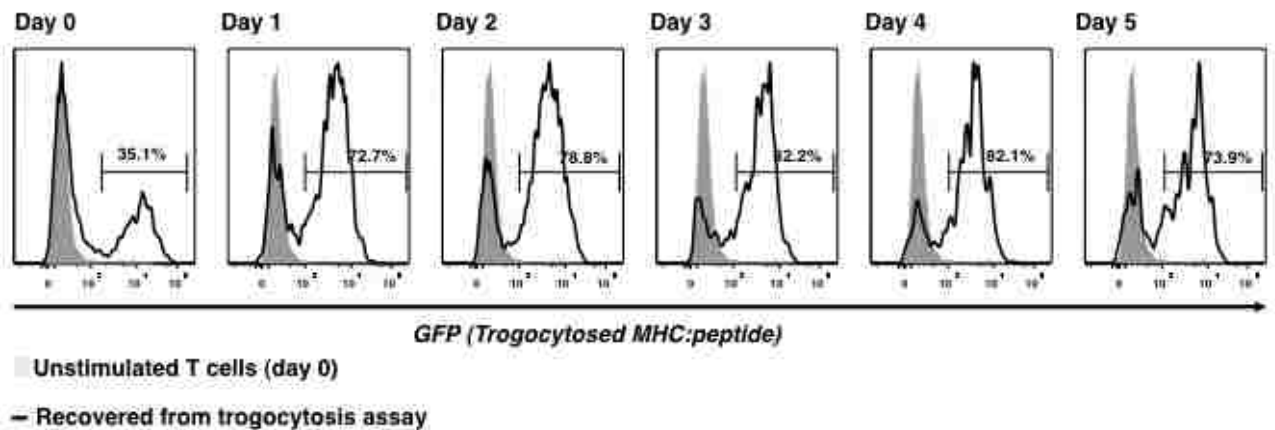 Day 0 Day 1 Day 2 Day 3 Day 4 Day 5
35.1% 72.7% 78.8% 82.2% 82.1% 73.9%
GFP (Trogocytosed MHC:peptide)
Unstimulated T cells (day 0)
Recovered from trogocytosis assay